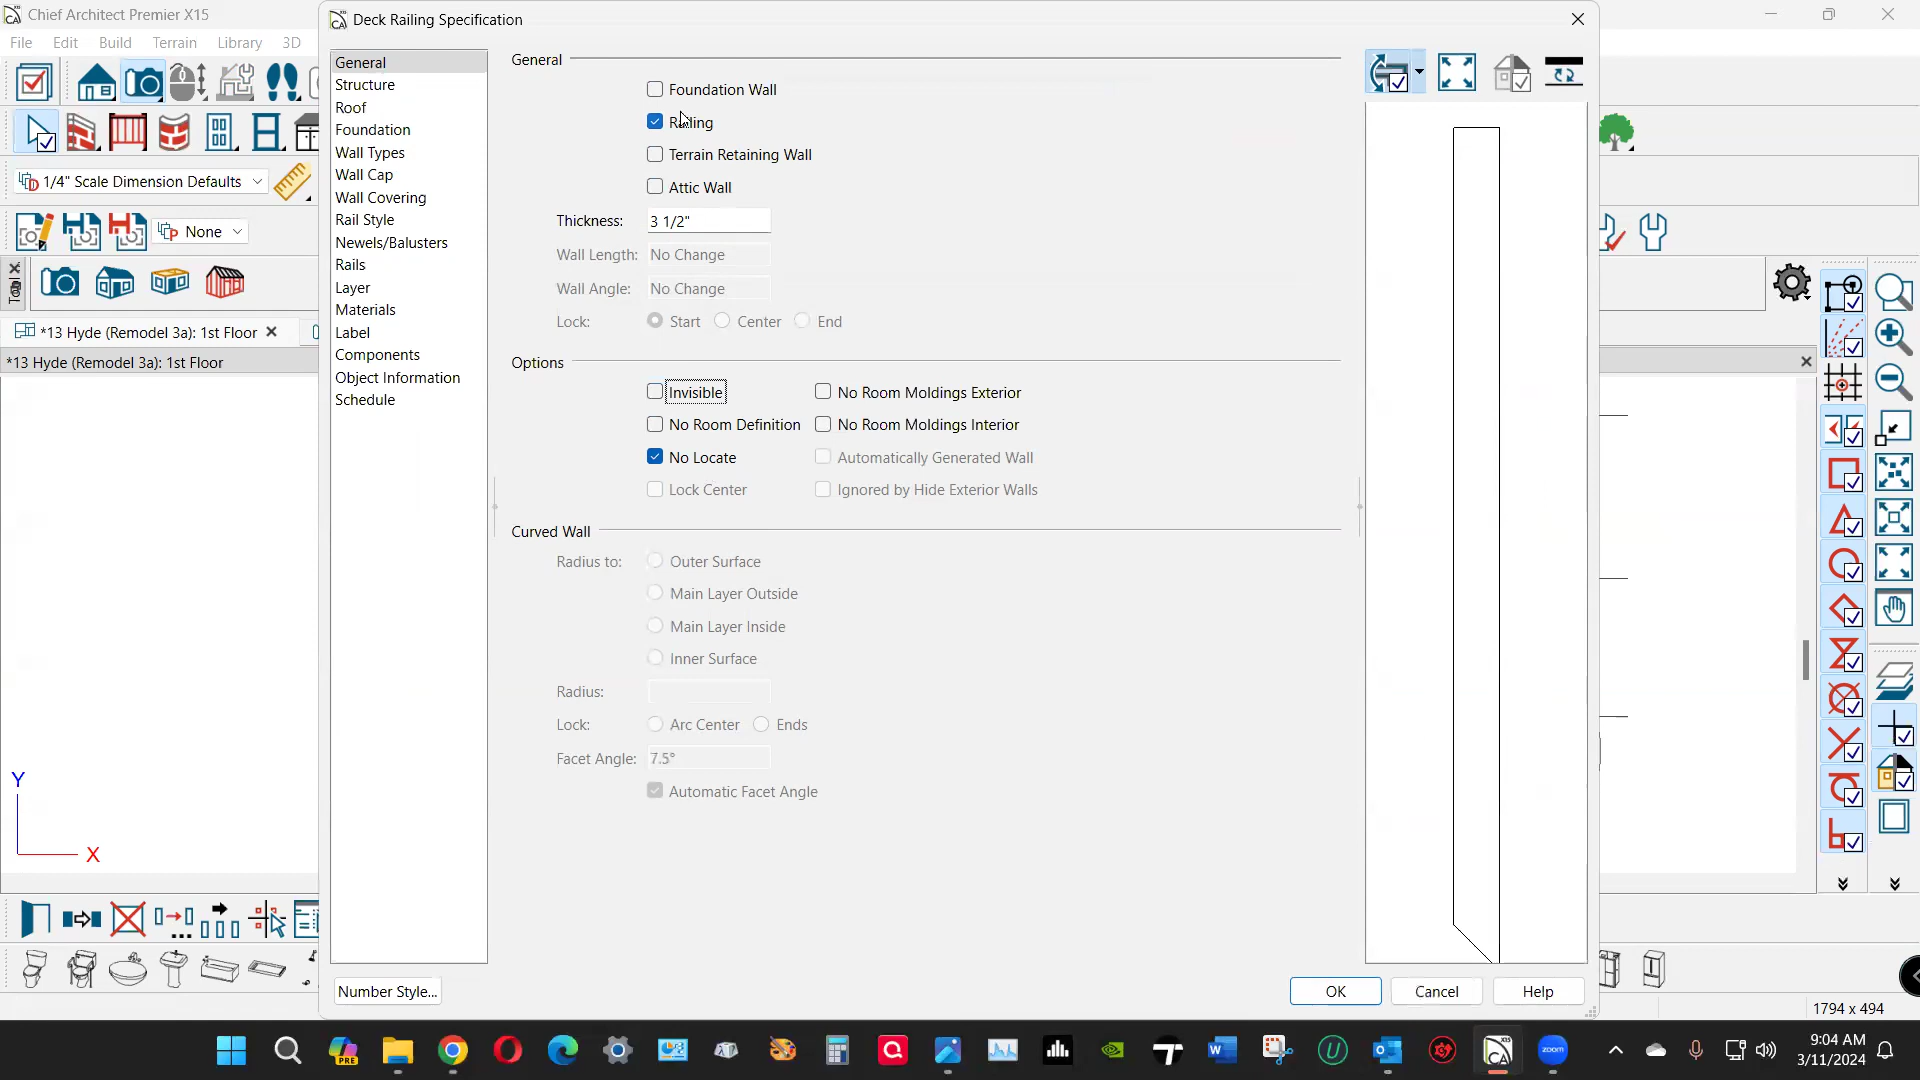 Chief Architect Premier X15
File Edit Build Terrain Library 3D
1/4" Scale Dimension Defaults
None
*13 Hyde (Remodel 3a): 1st Floor
*13 Hyde (Remodel 3a): 1st Floor
Y
X
Deck Railing Specification
General
Structure
Roof
Foundation
Wall Types
Wall Cap
Wall Covering
Rail Style
Newels/Balusters
Rails
Layer
Materials
Label
Components
Object Information
Schedule
General
Foundation Wall
Railing
Terrain Retaining Wall
Attic Wall
Thickness: 3 1/2"
Wall Length: No Change
Wall Angle: No Change
Lock: Start Center End
Options
Invisible No Room Moldings Exterior
No Room Definition No Room Moldings Interior
No Locate Automatically Generated Wall
Lock Center Ignored by Hide Exterior Walls
Curved Wall
Radius to: Outer Surface
Main Layer Outside
Main Layer Inside
Inner Surface
Radius:
Lock: Arc Center Ends
Facet Angle: 7.5°
Automatic Facet Angle
Number Style... OK Cancel Help
1794 x 494
9:04 AM
3/11/2024